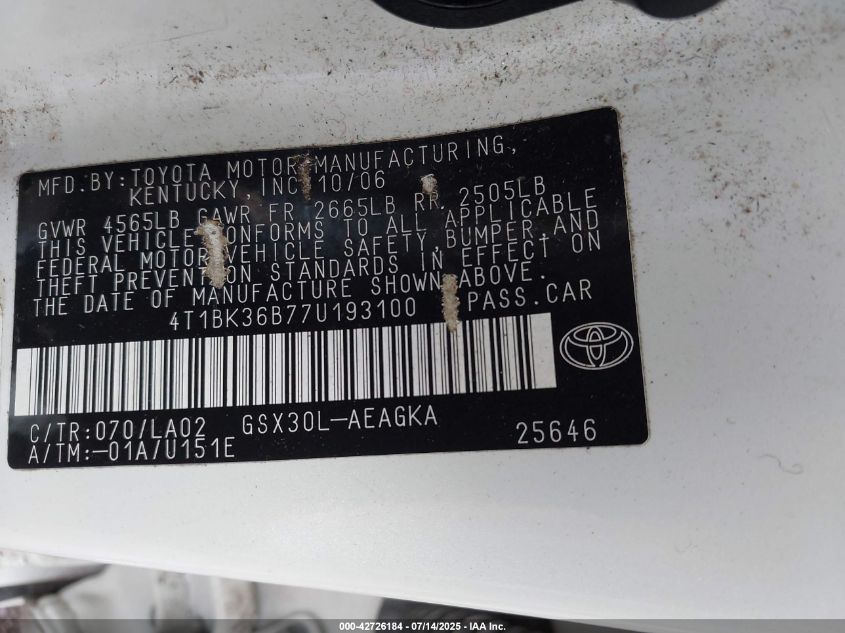 MFD. BY: TOYOTA MOTOR MANUFACTURING,
KENTUCKY, INC. 10/06
GVWR 4565LB GAWR FR 2665LB RR 2505LB
THIS VEHICLE CONFORMS TO ALL APPLICABLE
FEDERAL MOTOR VEHICLE SAFETY, BUMPER AND
THEFT PREVENTION STANDARDS IN EFFECT ON
THE DATE OF MANUFACTURE SHOWN ABOVE.
4T1BK36B77U193100 PASS.CAR
C/TR:070/LA02 GSX30L-AEAGKA
A/TM:-01A/U151E 25646
000-42726184 - 07/14/2025 - IAA Inc.